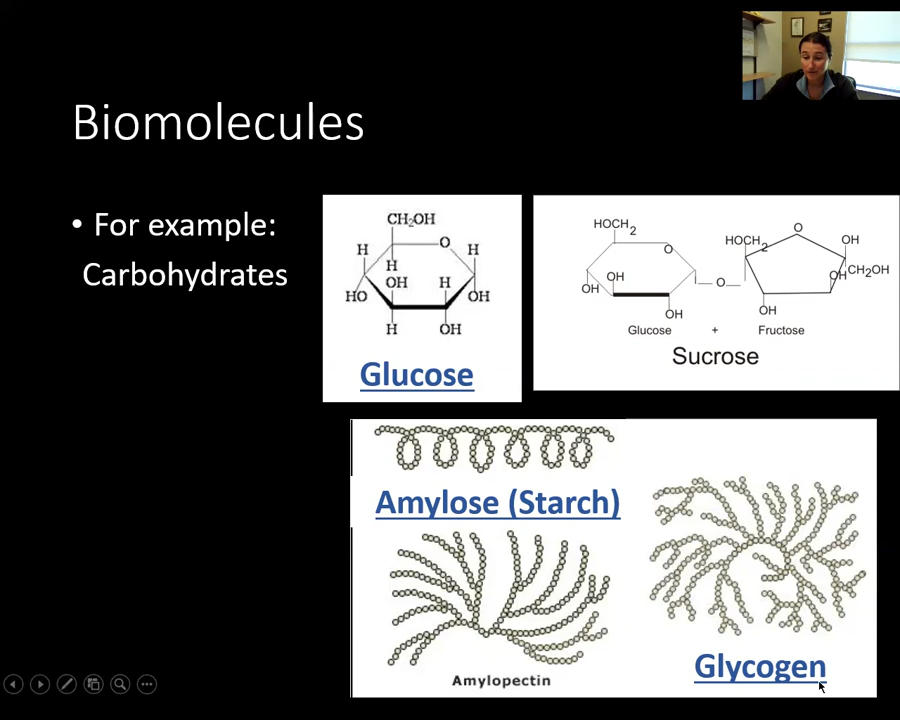 Biomolecules
• For example:
Carbohydrates
CH2OH
H
O
H
H
OH
H
HO
OH
H
OH
Glucose
HOCH2
O
OH
OH
OH
O
HOCH2
O
OH
OH
CH2OH
OH
Glucose + Fructose
Sucrose
Amylose (Starch)
Amylopectin
Glycogen